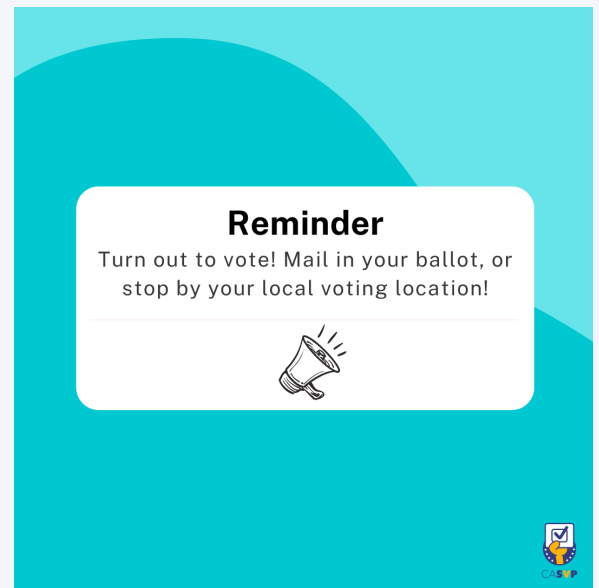 Reminder
Turn out to vote! Mail in your ballot, or
stop by your local voting location!
CASVP